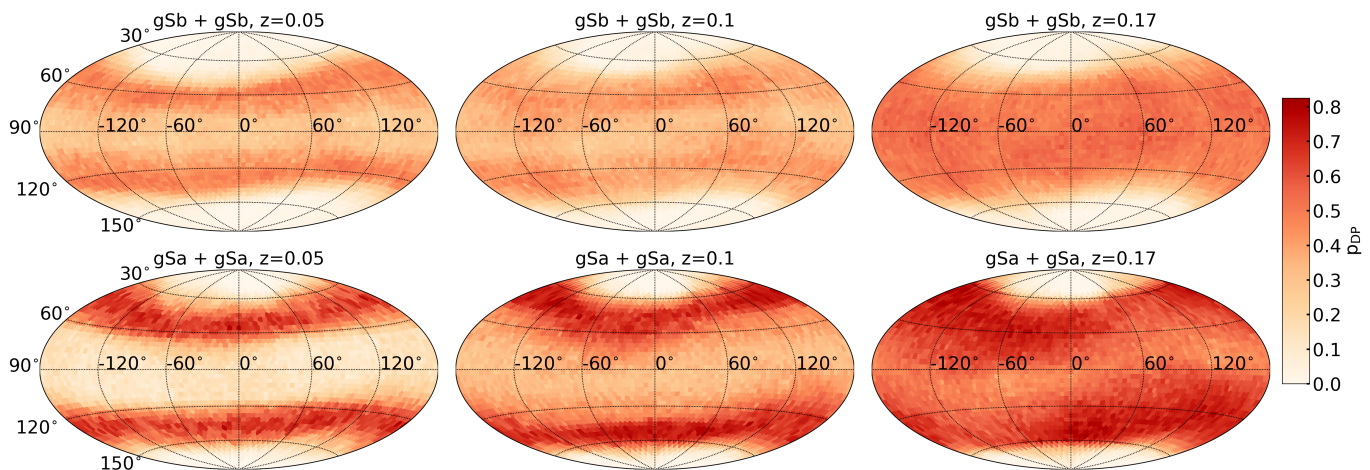 gSb + gSb, z=0.05
gSb + gSb, z=0.1
gSb + gSb, z=0.17
30°
60°
90°
120°
150°
-120° -60° 0° 60° 120°
-120° -60° 0° 60° 120°
-120° -60° 0° 60° 120°
gSa + gSa, z=0.05
gSa + gSa, z=0.1
gSa + gSa, z=0.17
30°
60°
90°
120°
150°
-120° -60° 0° 60° 120°
-120° -60° 0° 60° 120°
-120° -60° 0° 60° 120°
0.8
0.7
0.6
0.5
0.4
0.3
0.2
0.1
0.0
pDP